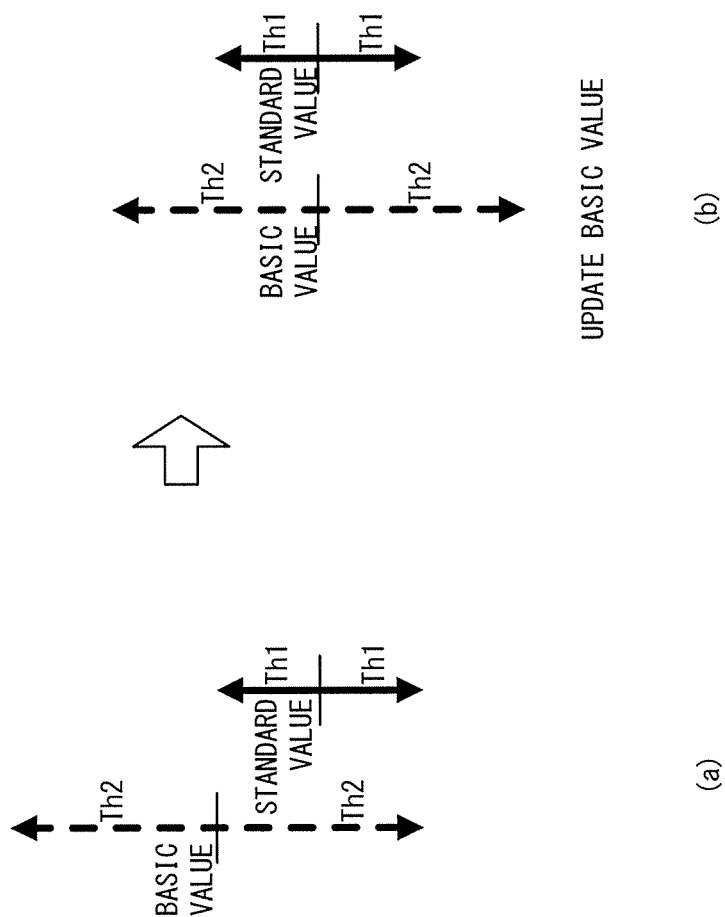 BASIC
VALUE
Th2
Th2
STANDARD
VALUE
Th1
Th1
(a)
BASIC
VALUE
Th2
Th2
STANDARD
VALUE
Th1
Th1
UPDATE BASIC VALUE
(b)